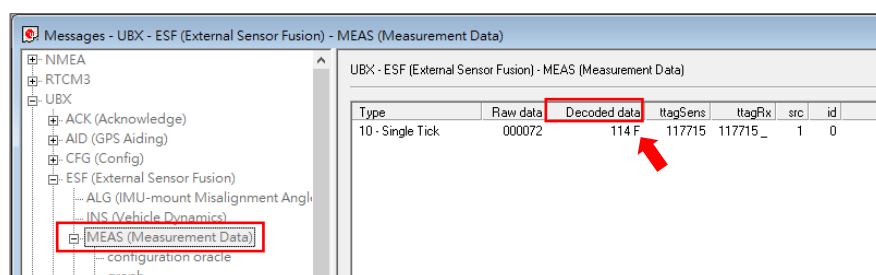 Messages - UBX - ESF (External Sensor Fusion) - MEAS (Measurement Data)
NMEA
RTCM3
UBX
ACK (Acknowledge)
AID (GPS Aiding)
CFG (Config)
ESF (External Sensor Fusion)
ALG (IMU-mount Misalignment Angl
INS (Vehicle Dynamics)
MEAS (Measurement Data)
configuration oracle
UBX - ESF (External Sensor Fusion) - MEAS (Measurement Data)
Type Raw data Decoded data ttagSens ttagRx src id
10 - Single Tick 000072 114 F 117715 117715 _ 1 0